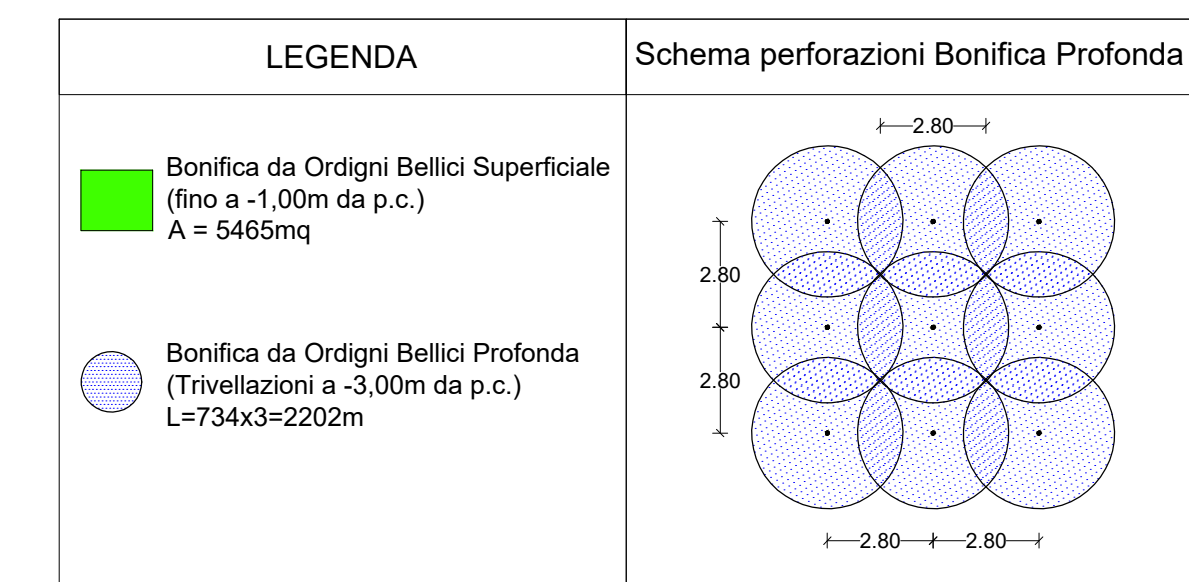 LEGENDA
Bonifica da Ordigni Bellici Superficiale
(fino a -1,00m da p.c.)
A = 5465mq
Bonifica da Ordigni Bellici Profonda
(Trivellazioni a -3,00m da p.c.)
L=734x3=2202m
Schema perforazioni Bonifica Profonda
2.80
2.80
2.80
2.80 2.80